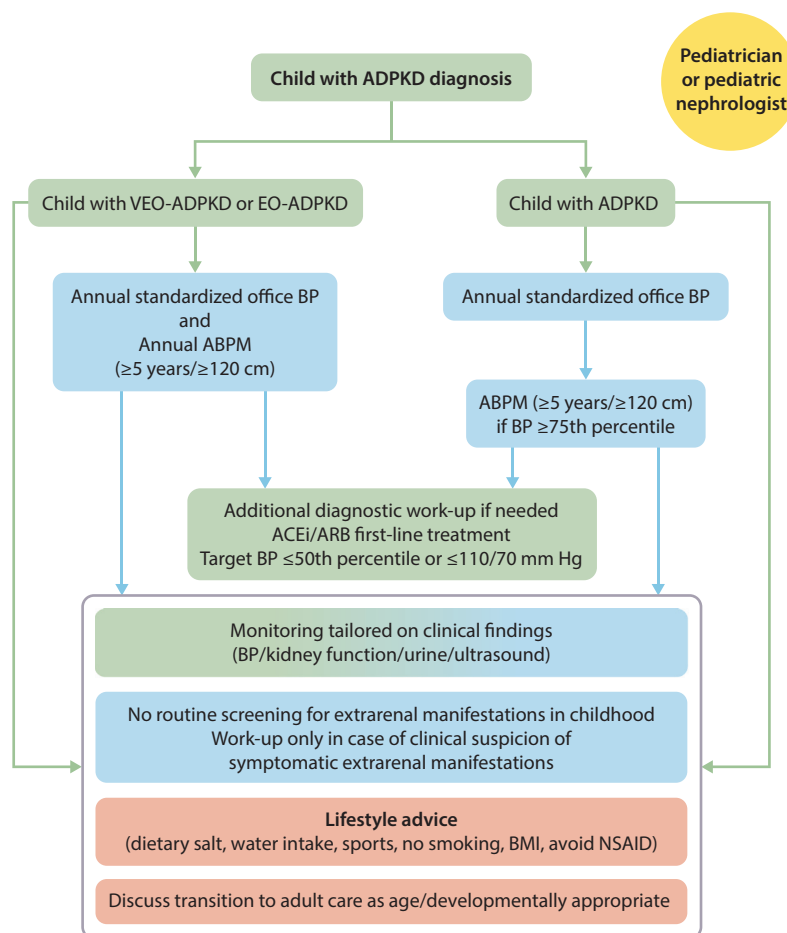 Child with ADPKD diagnosis
Pediatrician
or pediatric
nephrologist
Child with VEO-ADPKD or EO-ADPKD
Child with ADPKD
Annual standardized office BP
and
Annual ABPM
(≥5 years/≥120 cm)
Annual standardized office BP
ABPM (≥5 years/≥120 cm)
if BP ≥75th percentile
Additional diagnostic work-up if needed
ACEi/ARB first-line treatment
Target BP ≤50th percentile or ≤110/70 mm Hg
Monitoring tailored on clinical findings
(BP/kidney function/urine/ultrasound)
No routine screening for extrarenal manifestations in childhood
Work-up only in case of clinical suspicion of
symptomatic extrarenal manifestations
Lifestyle advice
(dietary salt, water intake, sports, no smoking, BMI, avoid NSAID)
Discuss transition to adult care as age/developmentally appropriate